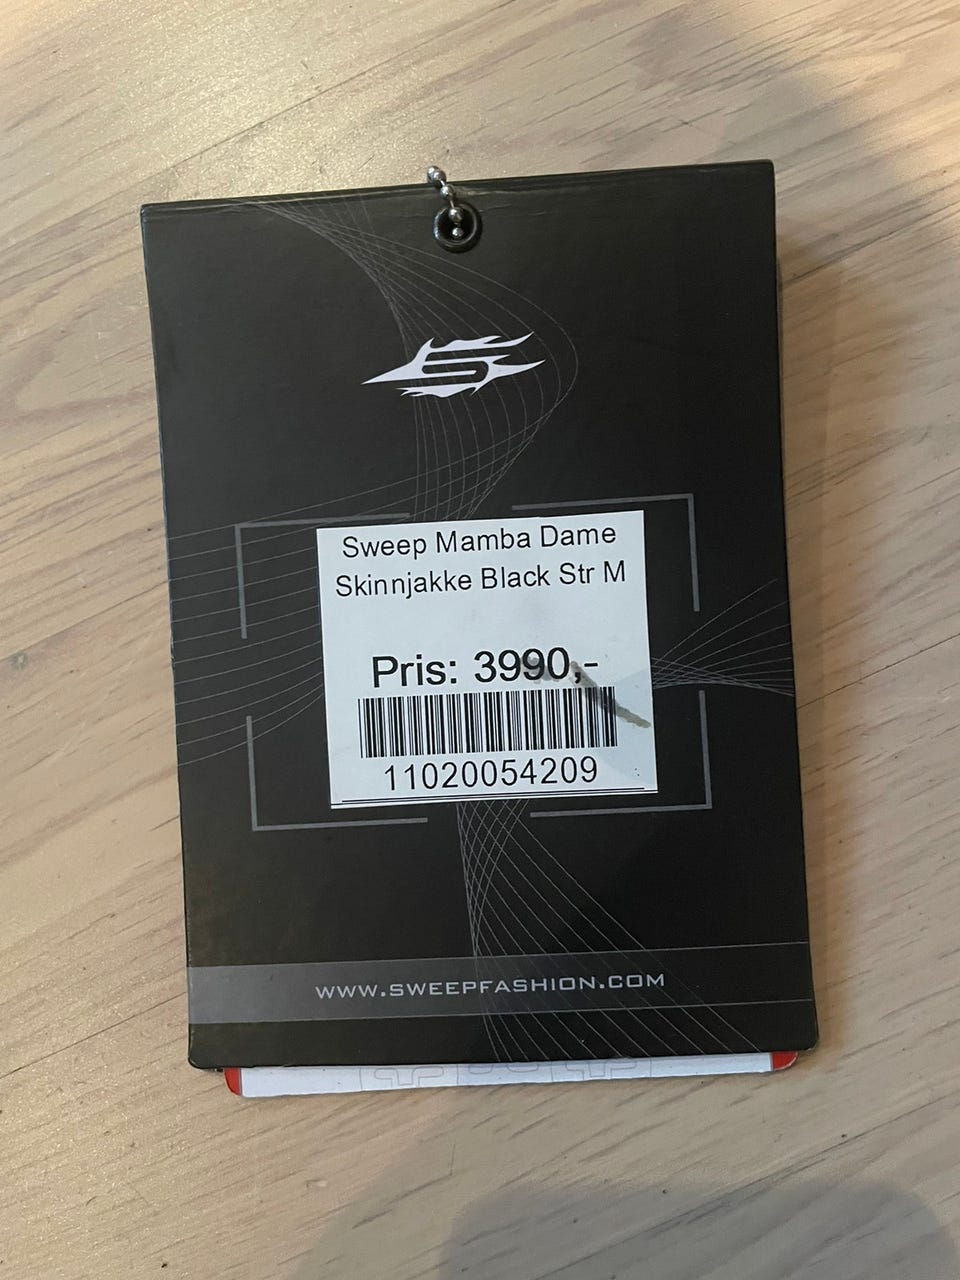 Sweep Mamba Dame
Skinnjakke Black Str M
Pris: 3990,-
11020054209
WWW.SWEEPFASHION.COM